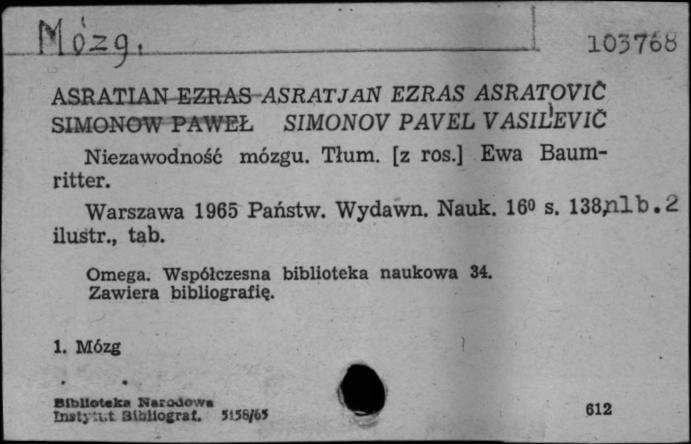 Mózg.
103768
ASRATIAN EZRAS ASRATJAN EZRAS ASRATOVIČ
SIMONOW PAWEŁ SIMONOV PAVEL VASIL'EVIČ
Niezawodność mózgu. Tłum. [z ros.] Ewa Baum-
ritter.
Warszawa 1965 Państw. Wydawn. Nauk. 16⁰ s. 138, nlb. 2
ilustr., tab.
Omega. Współczesna biblioteka naukowa 34.
Zawiera bibliografię.
1. Mózg
Biblioteka Narodowa
Instytut Bibliograf. 5158/65
612